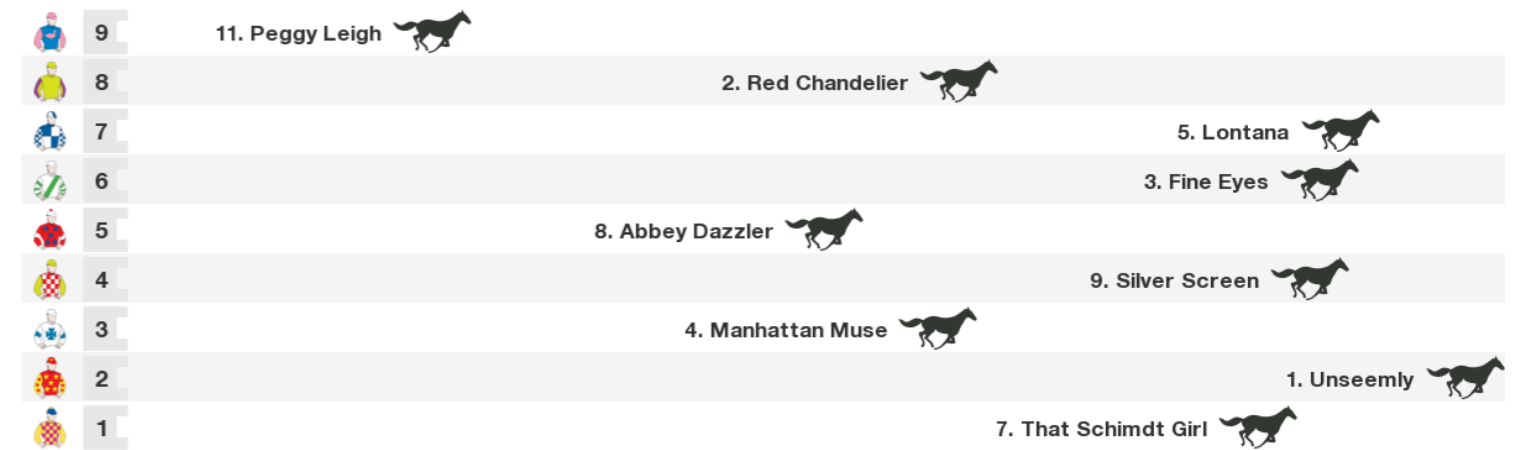 9 11. Peggy Leigh
8 2. Red Chandelier
7 5. Lontana
6 3. Fine Eyes
5 8. Abbey Dazzler
4 9. Silver Screen
3 4. Manhattan Muse
2 1. Unseemly
1 7. That Schimdt Girl